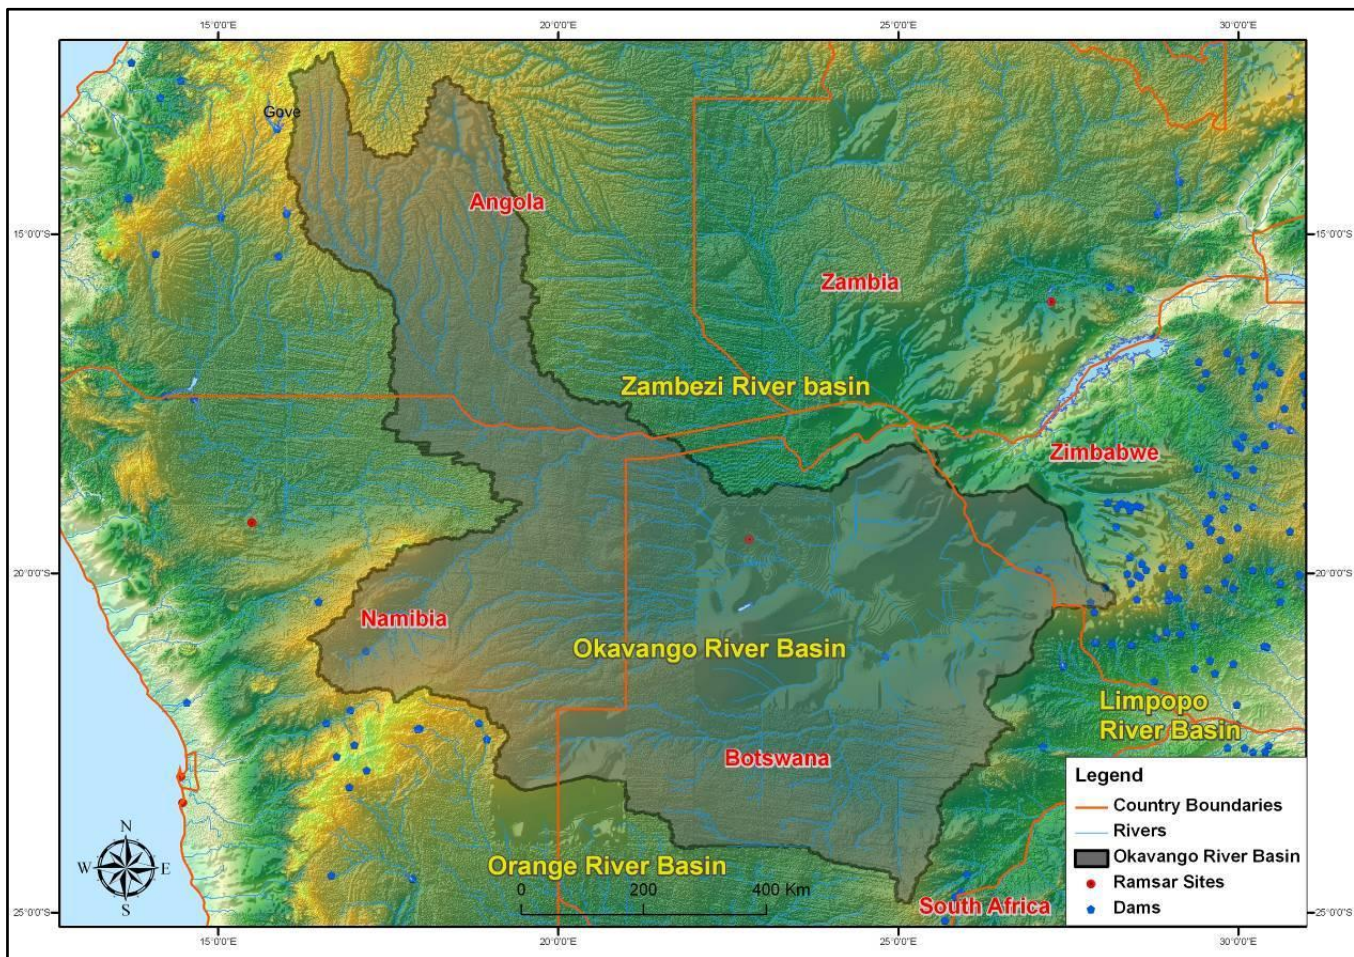 15°0'0"E
20°0'0"E
25°0'0"E
30°0'0"E
Gove
Angola
15°0'0"S
15°0'0"S
Zambia
Zambezi River basin
Zimbabwe
20°0'0"S
20°0'0"S
Namibia
Okavango River Basin
Limpopo
River Basin
Botswana
Orange River Basin
0 200 400 Km
South Africa
N
W E
S
Legend
Country Boundaries
Rivers
Okavango River Basin
Ramsar Sites
Dams
25°0'0"S
25°0'0"S
15°0'0"E
20°0'0"E
25°0'0"E
30°0'0"E